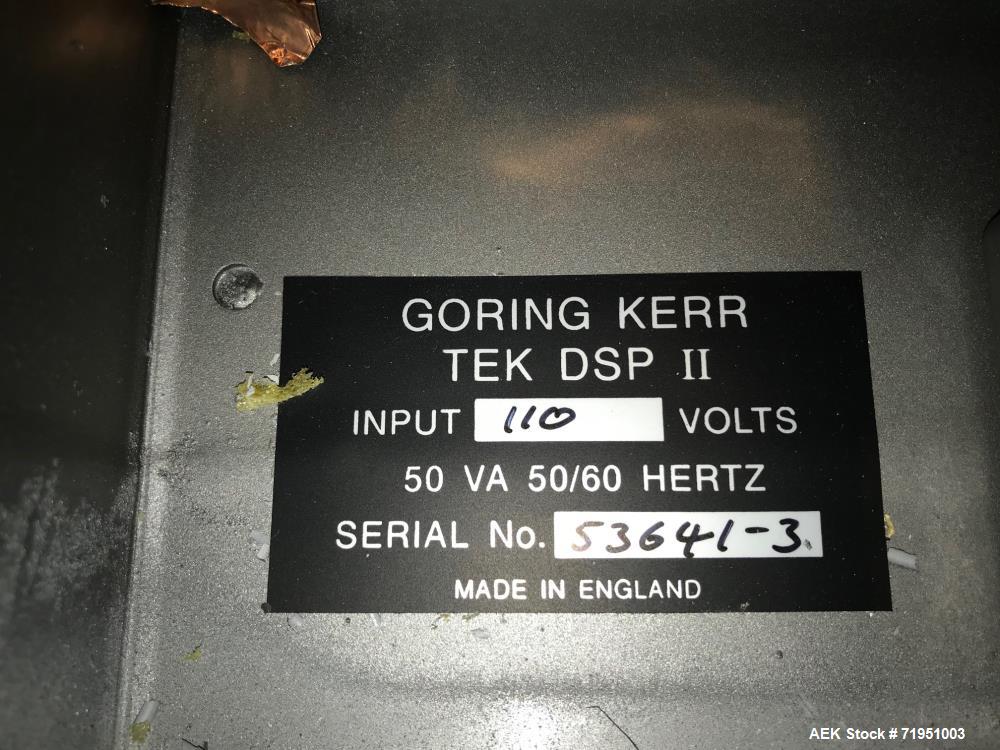 GORING KERR
TEK DSP II
INPUT 110 VOLTS
50 VA 50/60 HERTZ
SERIAL No. 53641-3
MADE IN ENGLAND
AEK Stock # 71951003